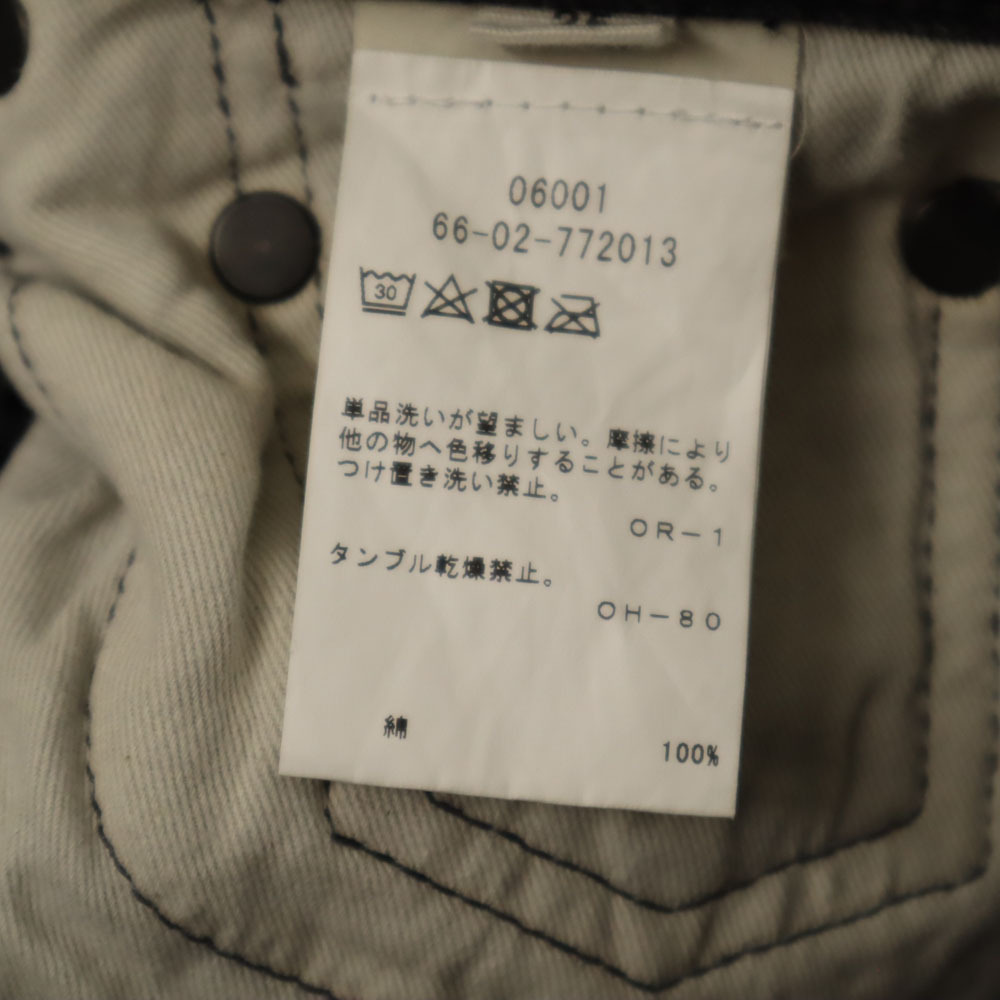 06001
66-02-772013
30
単品洗いが望ましい。摩擦により
他の物へ色移りすることがある。
つけ置き洗い禁止。
OR-1
タンブル乾燥禁止。
OH-80
綿 100%